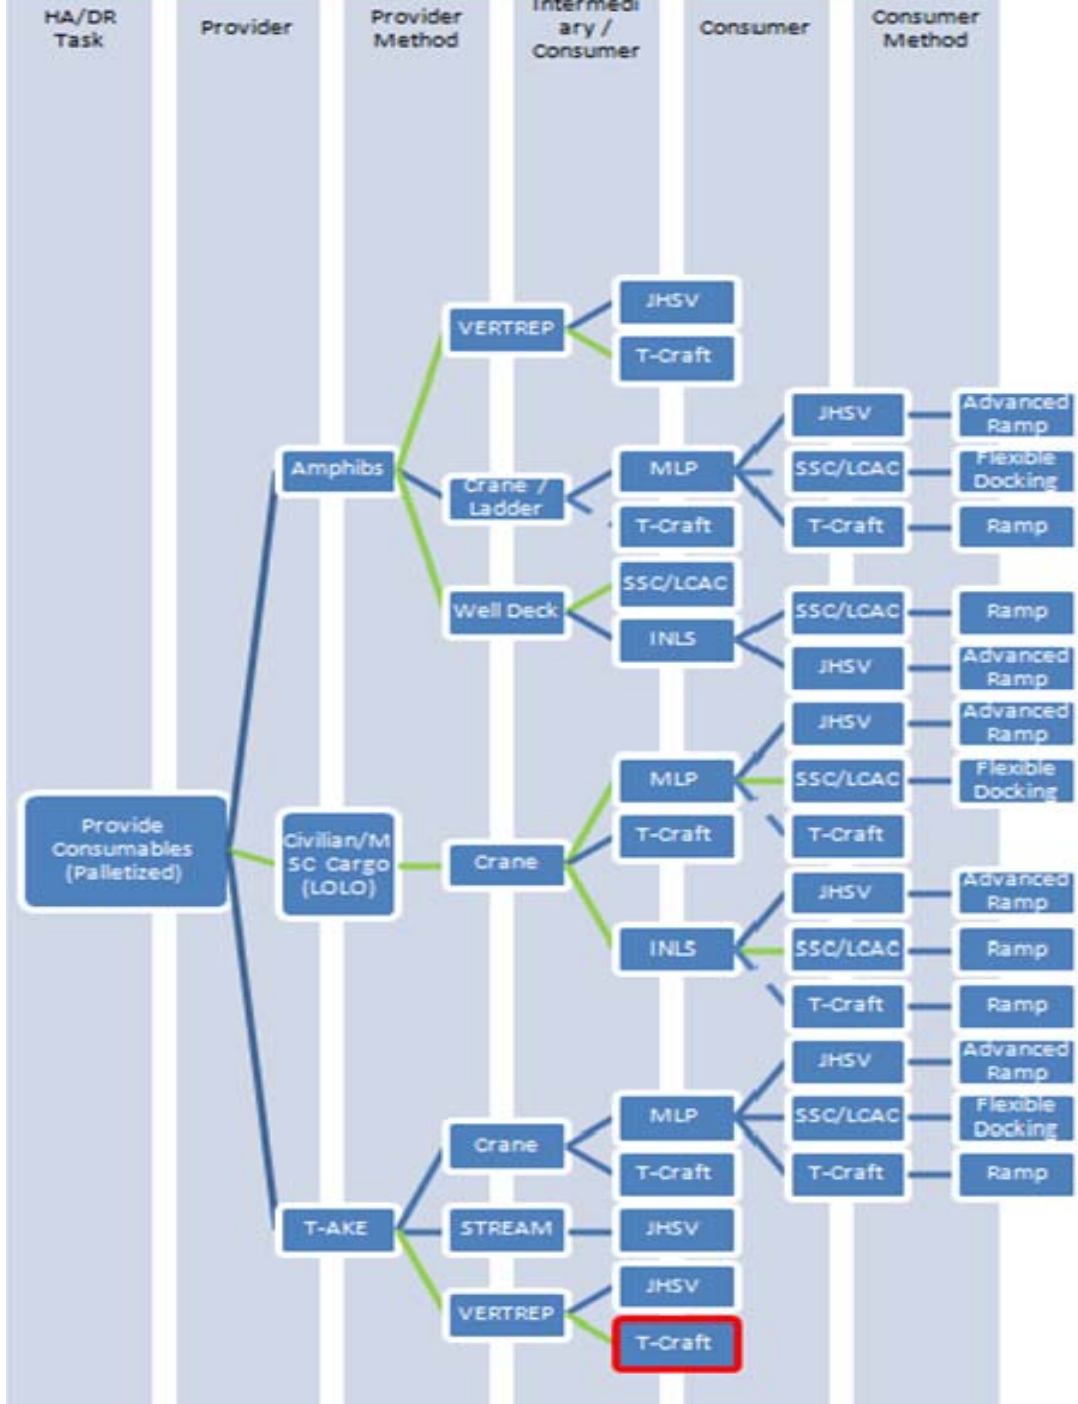 HA/DR
Task
Provider
Provider
Method
Intermedi
ary /
Consumer
Consumer
Consumer
Method
Provide
Consumables
(Palletized)
Amphibs
VERTREP
JHSV
T-Craft
Crane /
Ladder
MLP
JHSV
Advanced
Ramp
SSC/LCAC
Flexible
Docking
T-Craft
Ramp
T-Craft
Well Deck
SSC/LCAC
INLS
SSC/LCAC
Ramp
JHSV
Advanced
Ramp
Civilian/M
SC Cargo
(LOLO)
Crane
MLP
JHSV
Advanced
Ramp
SSC/LCAC
Flexible
Docking
T-Craft
T-Craft
INLS
JHSV
Advanced
Ramp
SSC/LCAC
Ramp
T-Craft
Ramp
T-AKE
Crane
MLP
JHSV
Advanced
Ramp
SSC/LCAC
Flexible
Docking
T-Craft
Ramp
T-Craft
STREAM
JHSV
VERTREP
JHSV
T-Craft